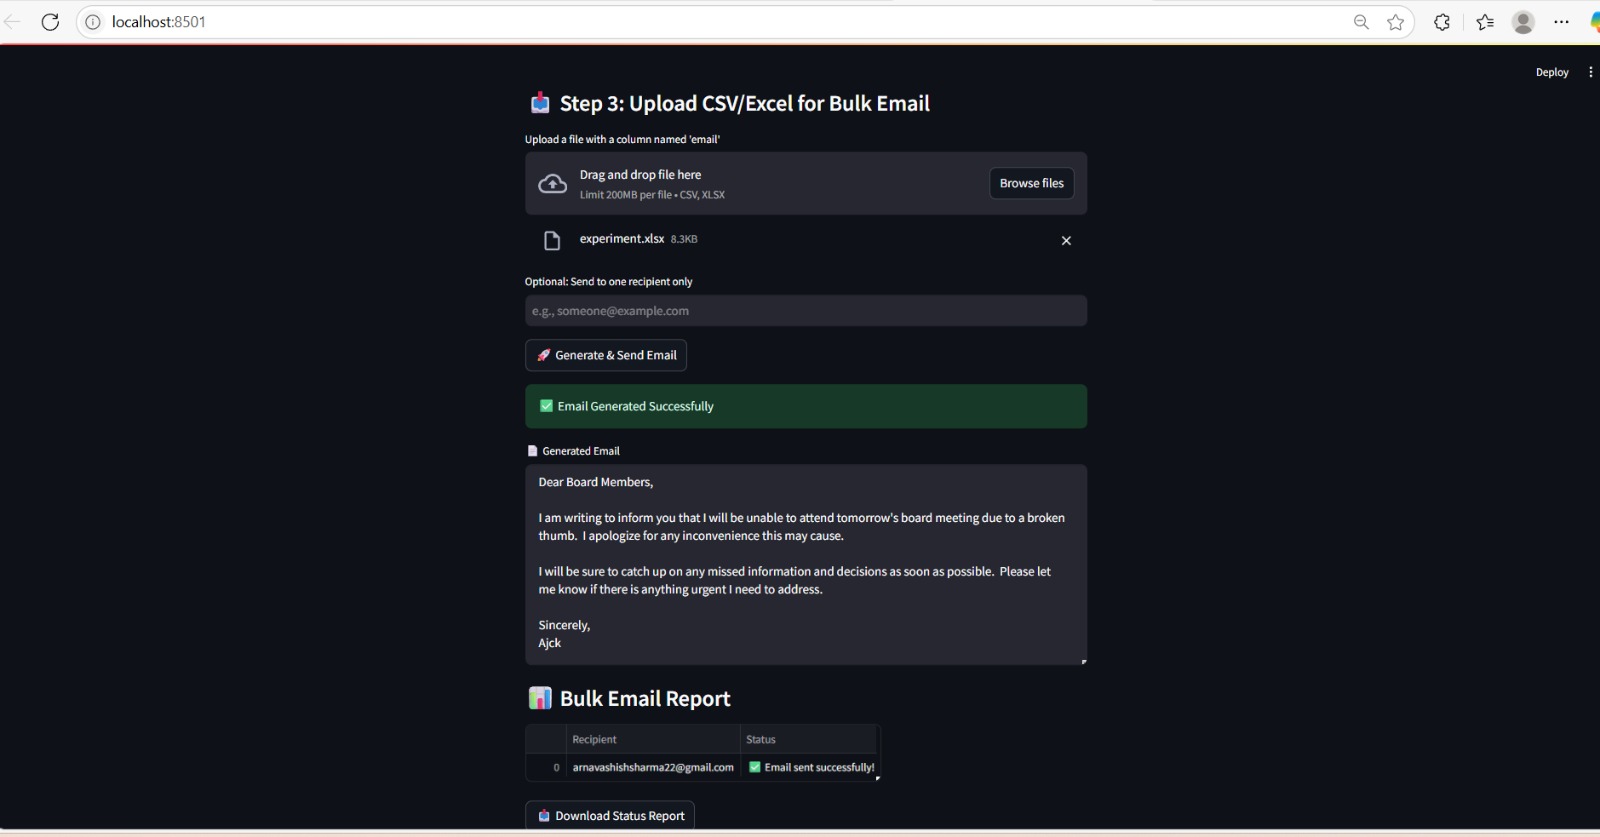 localhost:8501
Deploy
Step 3: Upload CSV/Excel for Bulk Email
Upload a file with a column named 'email'
Drag and drop file here
Limit 200MB per file • CSV, XLSX
Browse files
experiment.xlsx 8.3KB
Optional: Send to one recipient only
e.g., someone@example.com
Generate & Send Email
Email Generated Successfully
Generated Email
Dear Board Members,
I am writing to inform you that I will be unable to attend tomorrow's board meeting due to a broken
thumb.  I apologize for any inconvenience this may cause.
I will be sure to catch up on any missed information and decisions as soon as possible.  Please let
me know if there is anything urgent I need to address.
Sincerely,
Ajck
Bulk Email Report
Recipient Status
0 arnavashishsharma22@gmail.com Email sent successfully!
Download Status Report